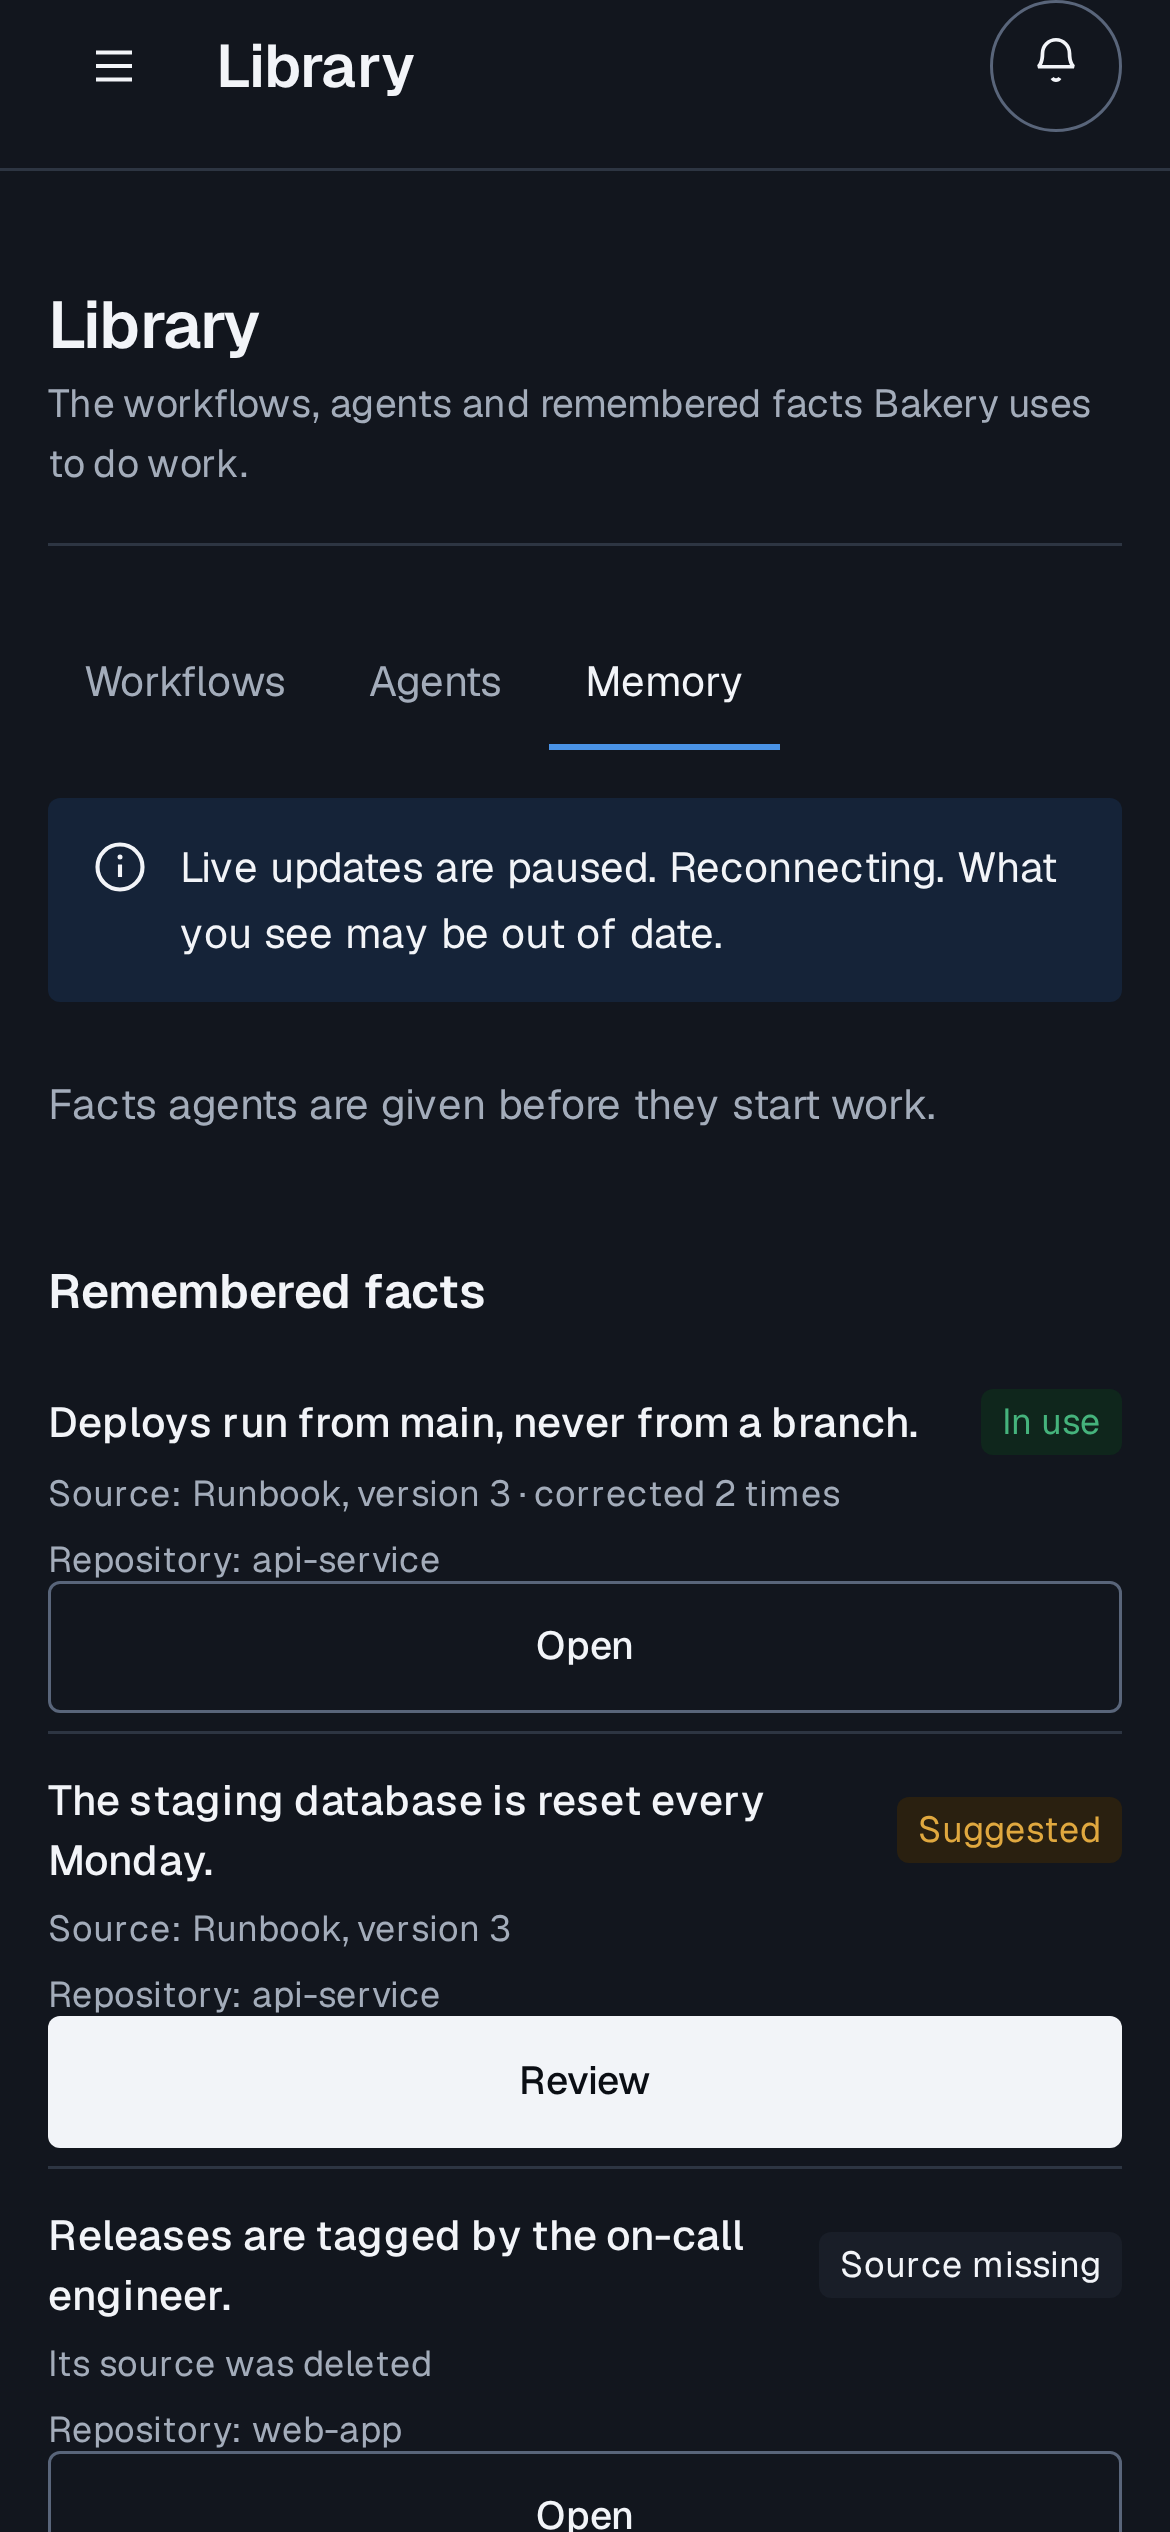 Library
Library
The workflows, agents and remembered facts Bakery uses
to do work.
Workflows
Agents
Memory
Live updates are paused. Reconnecting. What
you see may be out of date.
Facts agents are given before they start work.
Remembered facts
Deploys run from main, never from a branch.
In use
Source: Runbook, version 3 · corrected 2 times
Repository: api-service
Open
The staging database is reset every
Monday.
Suggested
Source: Runbook, version 3
Repository: api-service
Review
Releases are tagged by the on-call
engineer.
Source missing
Its source was deleted
Repository: web-app
Open